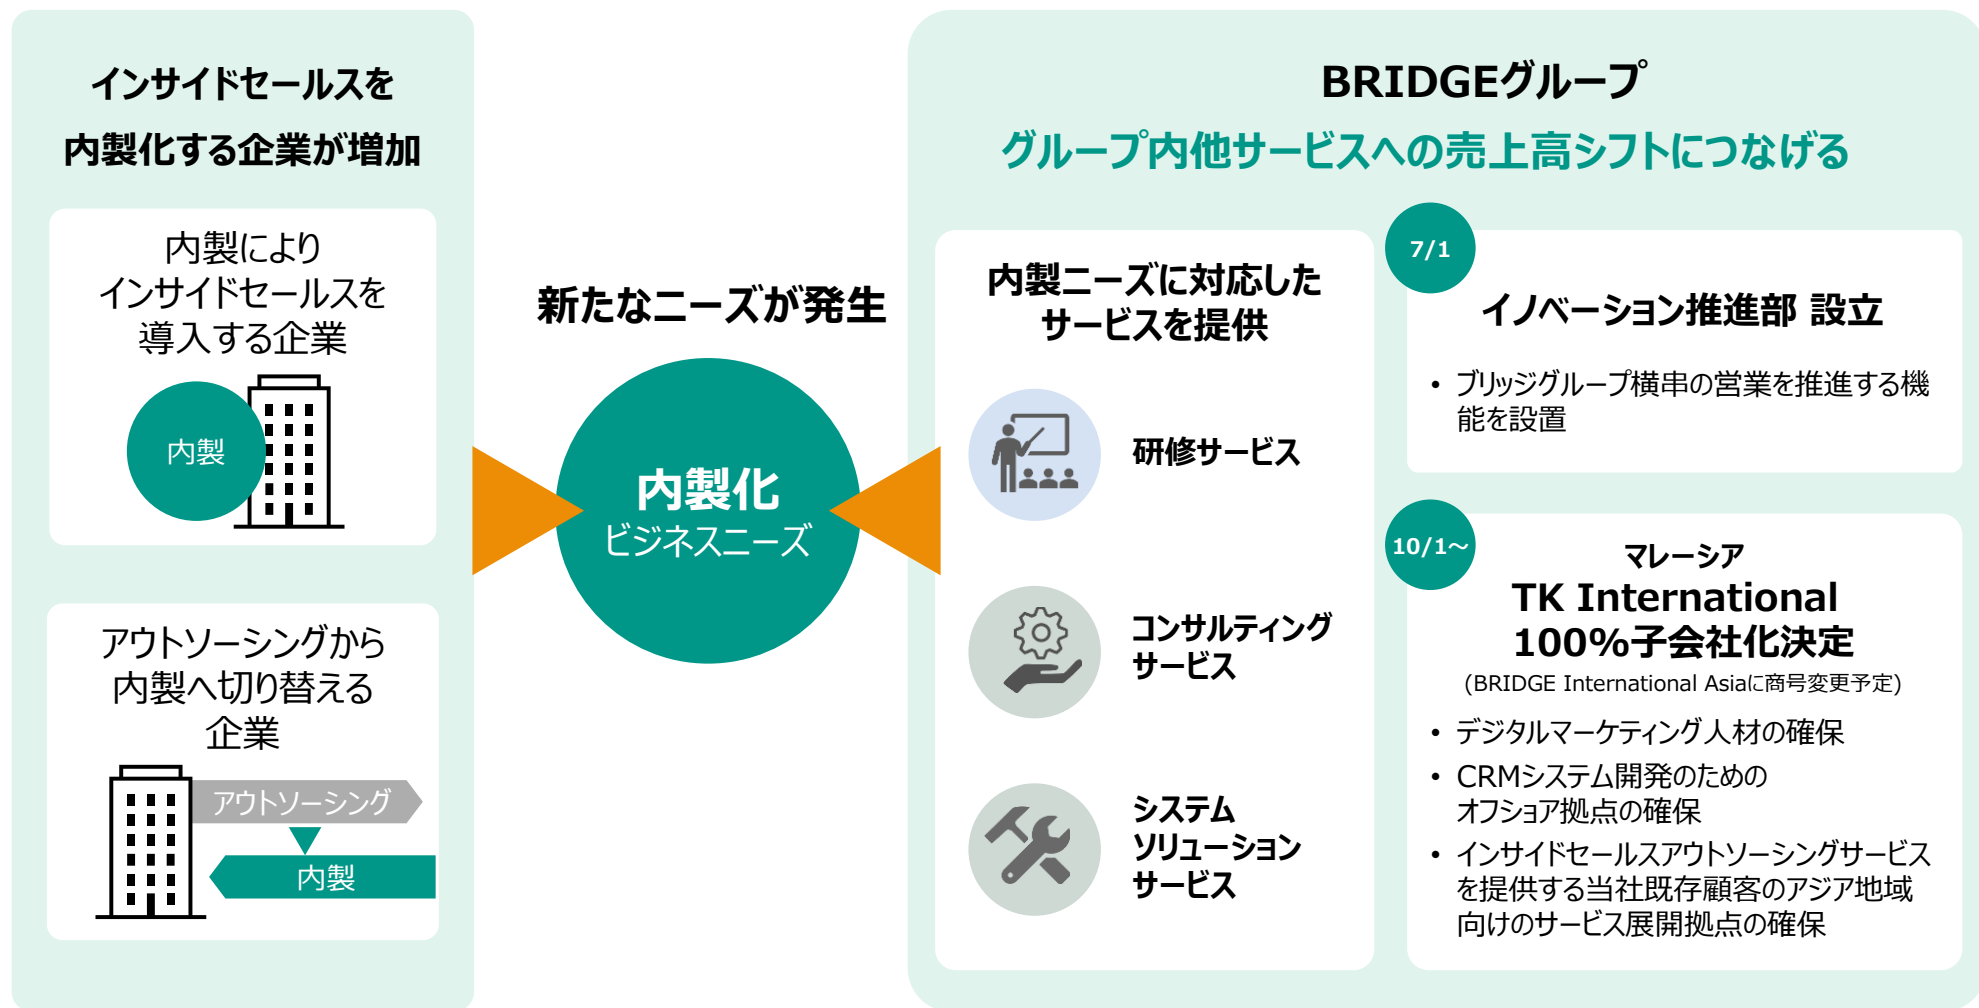 インサイドセールスを
内製化する企業が増加
内製により
インサイドセールスを
導入する企業
内製
アウトソーシングから
内製へ切り替える
企業
アウトソーシング
内製
新たなニーズが発生
内製化
ビジネスニーズ
BRIDGEグループ
グループ内他サービスへの売上高シフトにつなげる
内製ニーズに対応した
サービスを提供
研修サービス
コンサルティング
サービス
システム
ソリューション
サービス
7/1
イノベーション推進部 設立
• ブリッジグループ横串の営業を推進する機
能を設置
10/1～
マレーシア
TK International
100%子会社化決定
(BRIDGE International Asiaに商号変更予定)
• デジタルマーケティング人材の確保
• CRMシステム開発のための
オフショア拠点の確保
• インサイドセールスアウトソーシングサービス
を提供する当社既存顧客のアジア地域
向けのサービス展開拠点の確保